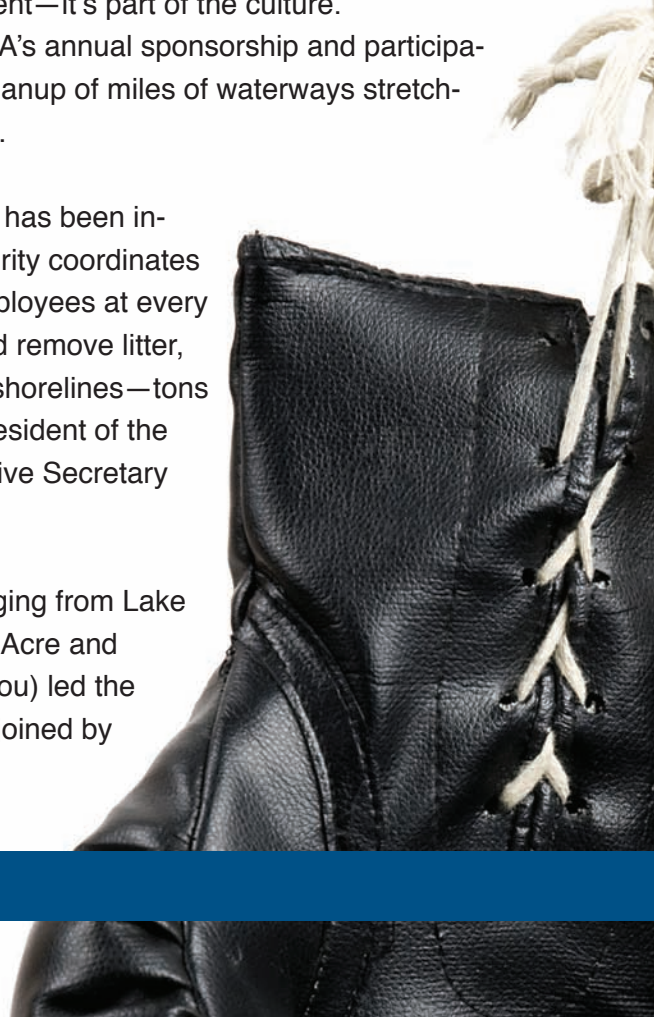 ent—it's part of the culture.
A's annual sponsorship and participa-
anup of miles of waterways stretch-
.
has been in-
rity coordinates
ployees at every
d remove litter,
shorelines—tons
esident of the
ive Secretary
ging from Lake
Acre and
ou) led the
oined by